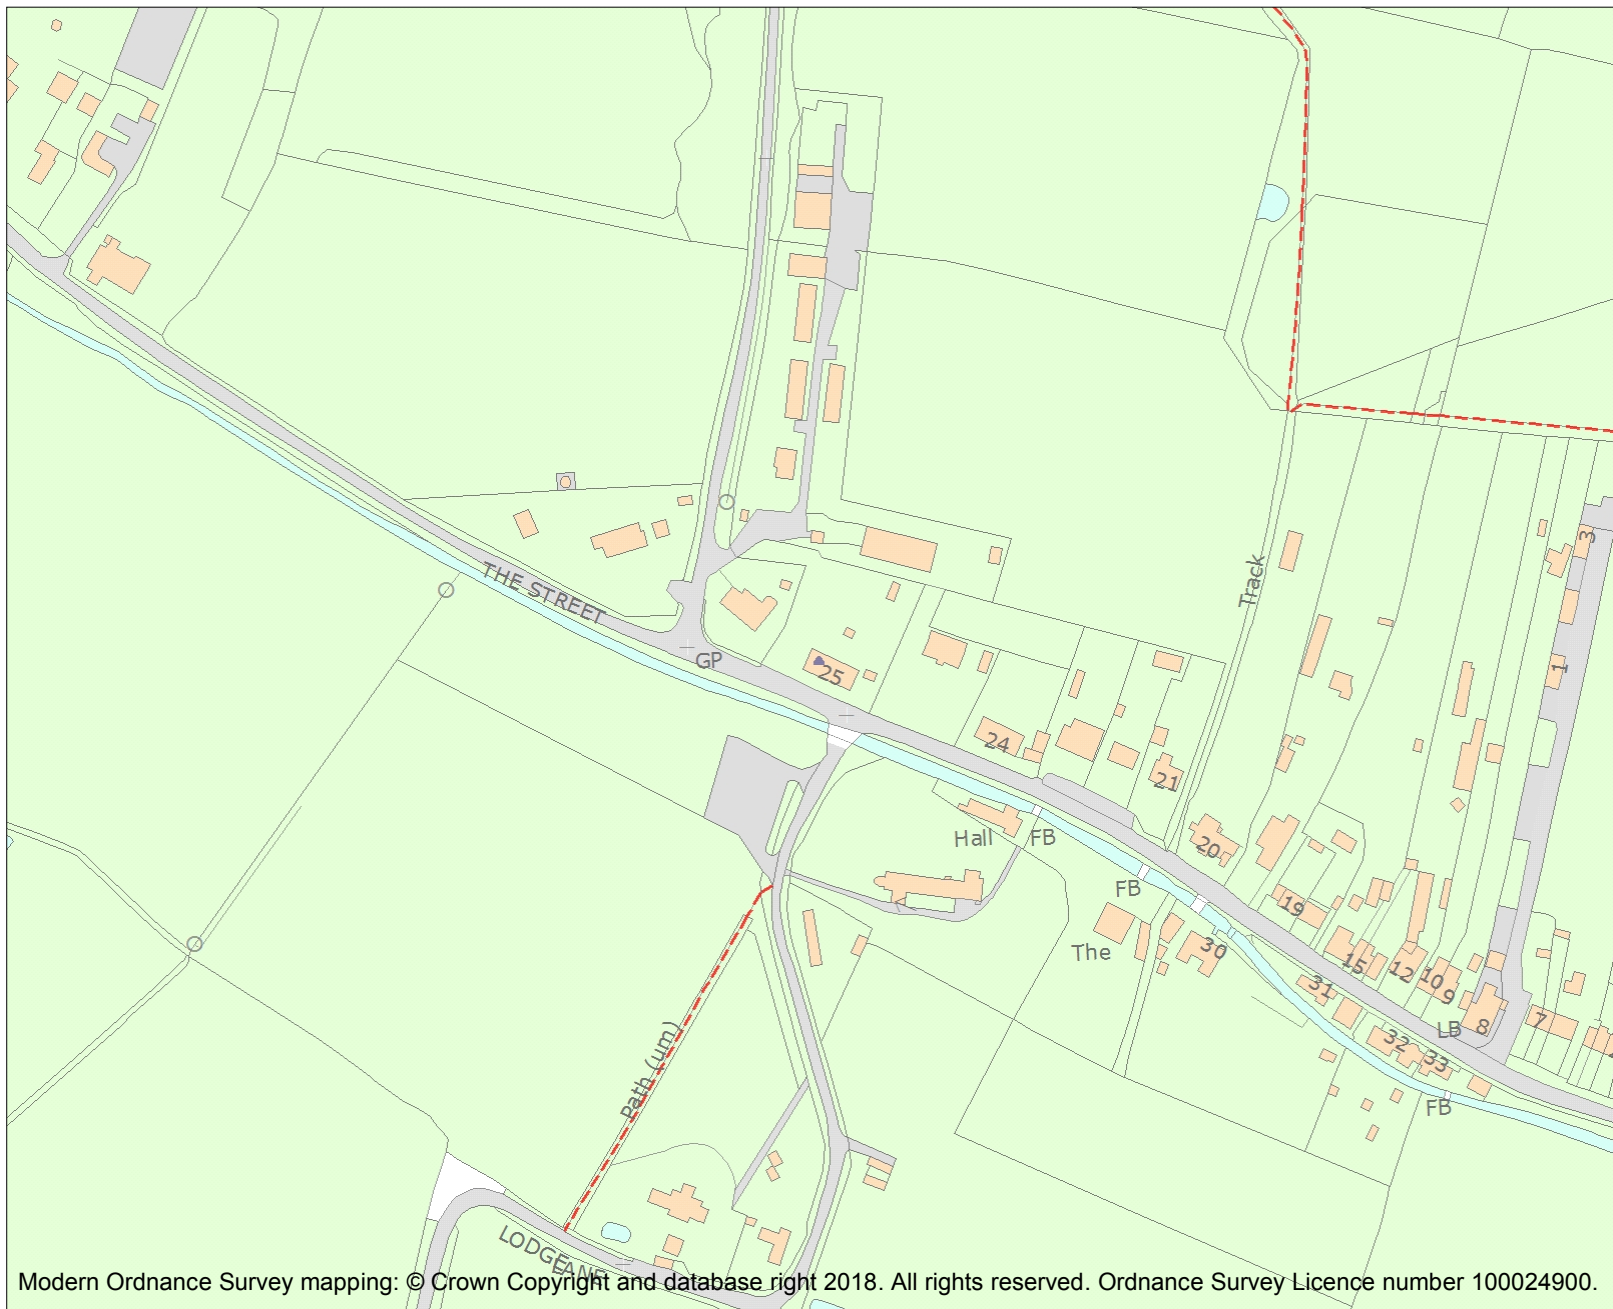 3
THE STREET
Track
GP
25
1
24
21
Hall
FB
20
FB
19
The
30
15
12
10
9
31
LB
8
7
32
33
Path (um)
FB
LODGE LANE
Modern Ordnance Survey mapping: © Crown Copyright and database right 2018. All rights reserved. Ordnance Survey Licence number 100024900.